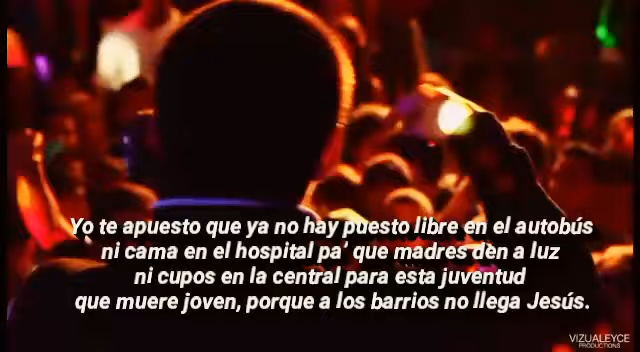 Yo te apuesto que ya no hay puesto libre en el autobús
ni cama en el hospital pa' que madres den a luz
ni cupos en la central para esta juventud
que muere joven, porque a los barrios no llega Jesús.
VIZUALEYCE
PRODUCTIONS